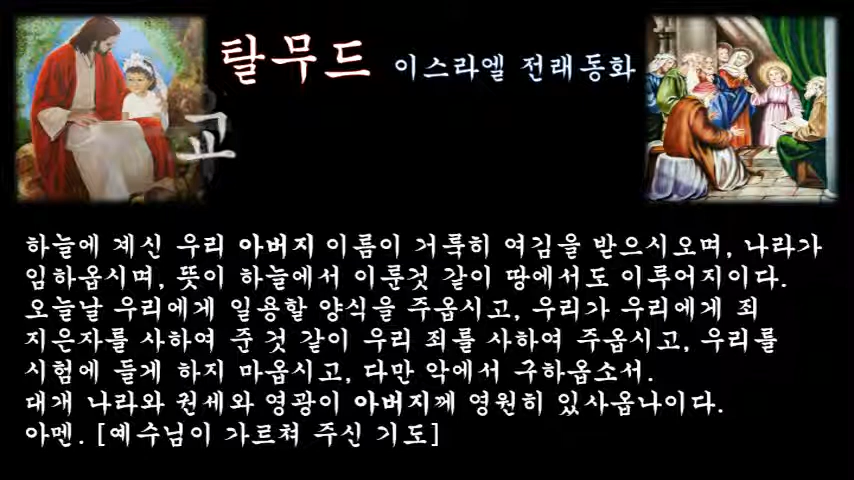 탈무드 이스라엘 전래동화
교
하늘에 계신 우리 아버지 이름이 거룩히 여김을 받으시오며, 나라가
임하옵시며, 뜻이 하늘에서 이룬것 같이 땅에서도 이루어지이다.
오늘날 우리에게 일용할 양식을 주옵시고, 우리가 우리에게 죄
지은자를 사하여 준 것 같이 우리 죄를 사하여 주옵시고, 우리를
시험에 들게 하지 마옵시고, 다만 악에서 구하옵소서.
대개 나라와 권세와 영광이 아버지께 영원히 있사옵나이다.
아멘. [예수님이 가르쳐 주신 기도]